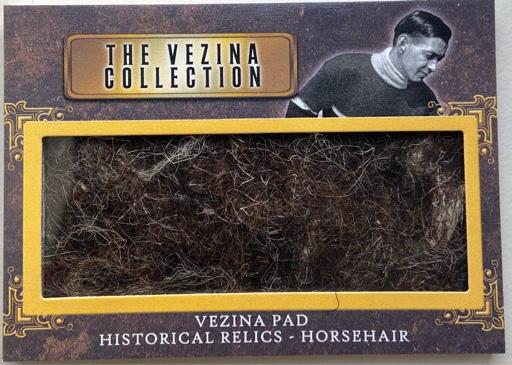 THE VEZINA
COLLECTION
VEZINA PAD
HISTORICAL RELICS - HORSEHAIR